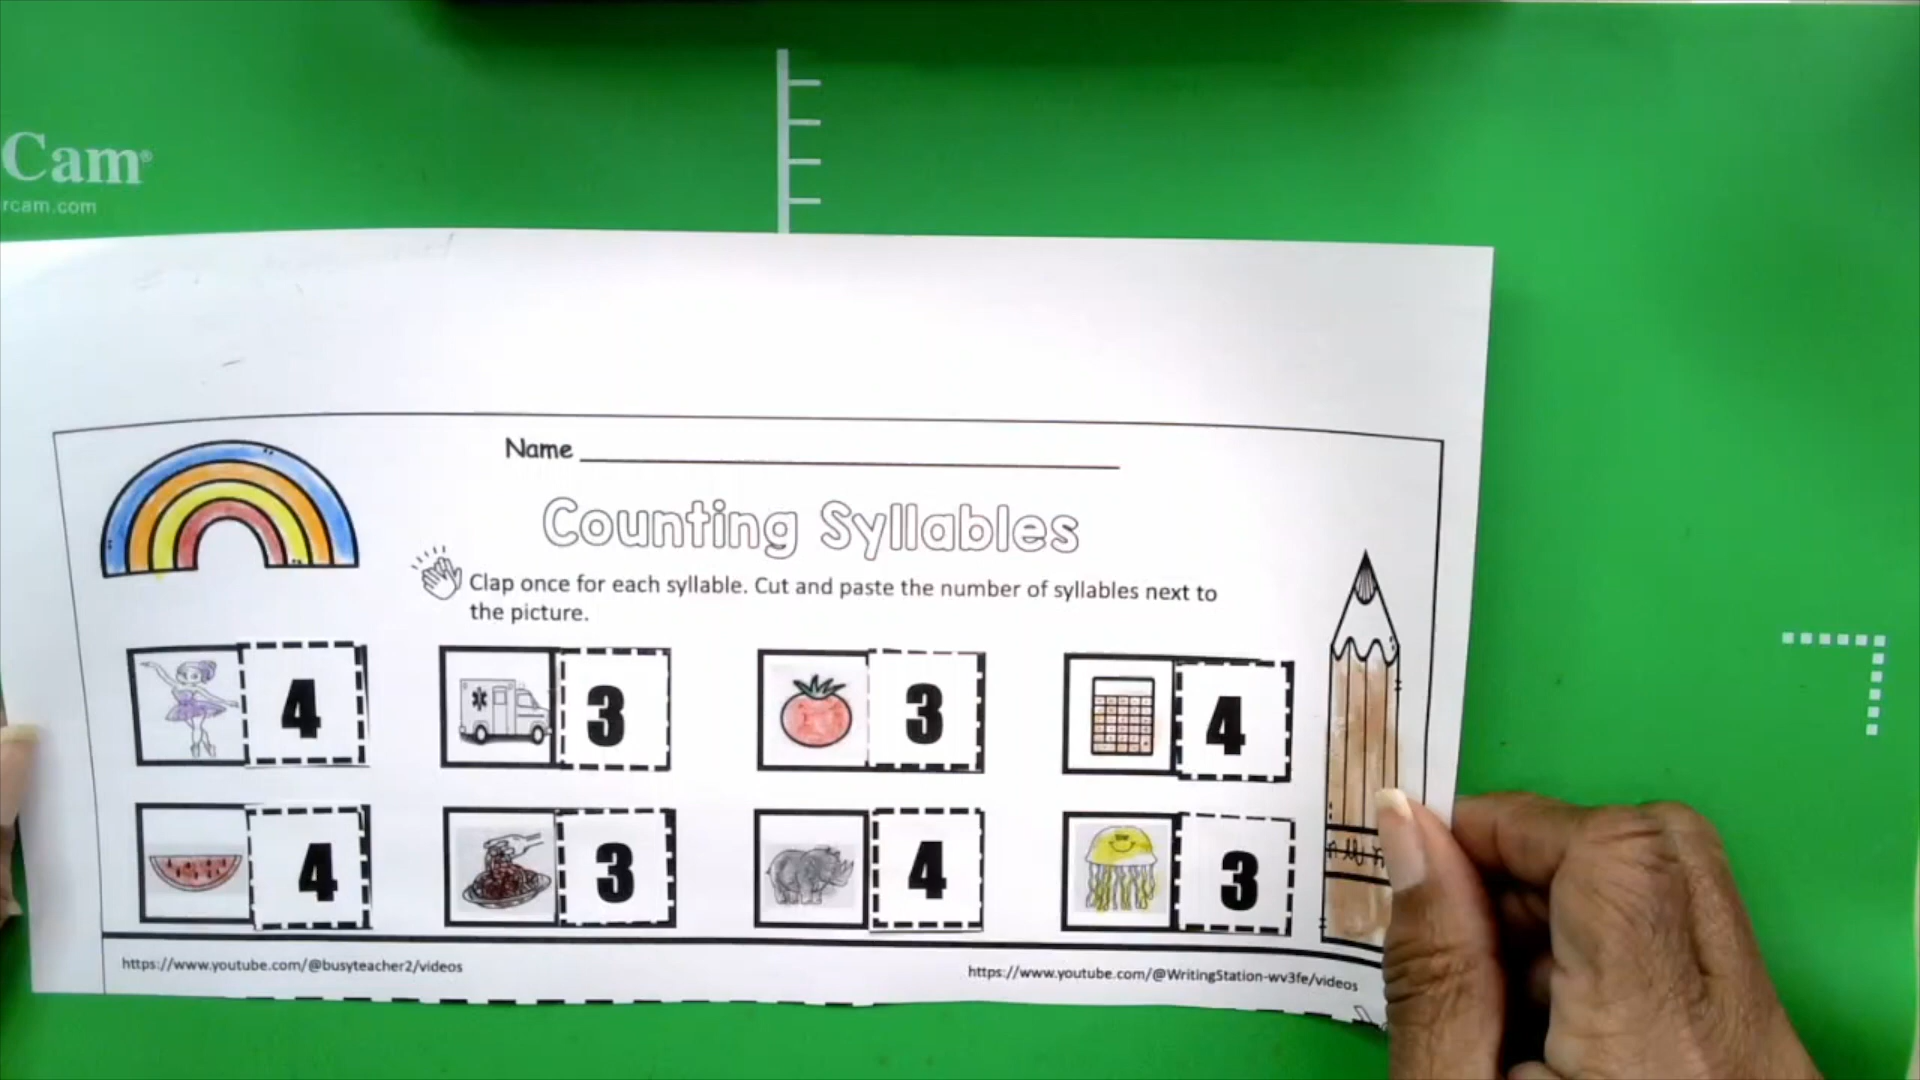 Cam®
rcam.com
Name
Counting Syllables
Clap once for each syllable. Cut and paste the number of syllables next to
the picture.
4 3 3 4
4 3 4 3
https://www.youtube.com/@busyteacher2/videos
https://www.youtube.com/@WritingStation-wv3fe/videos